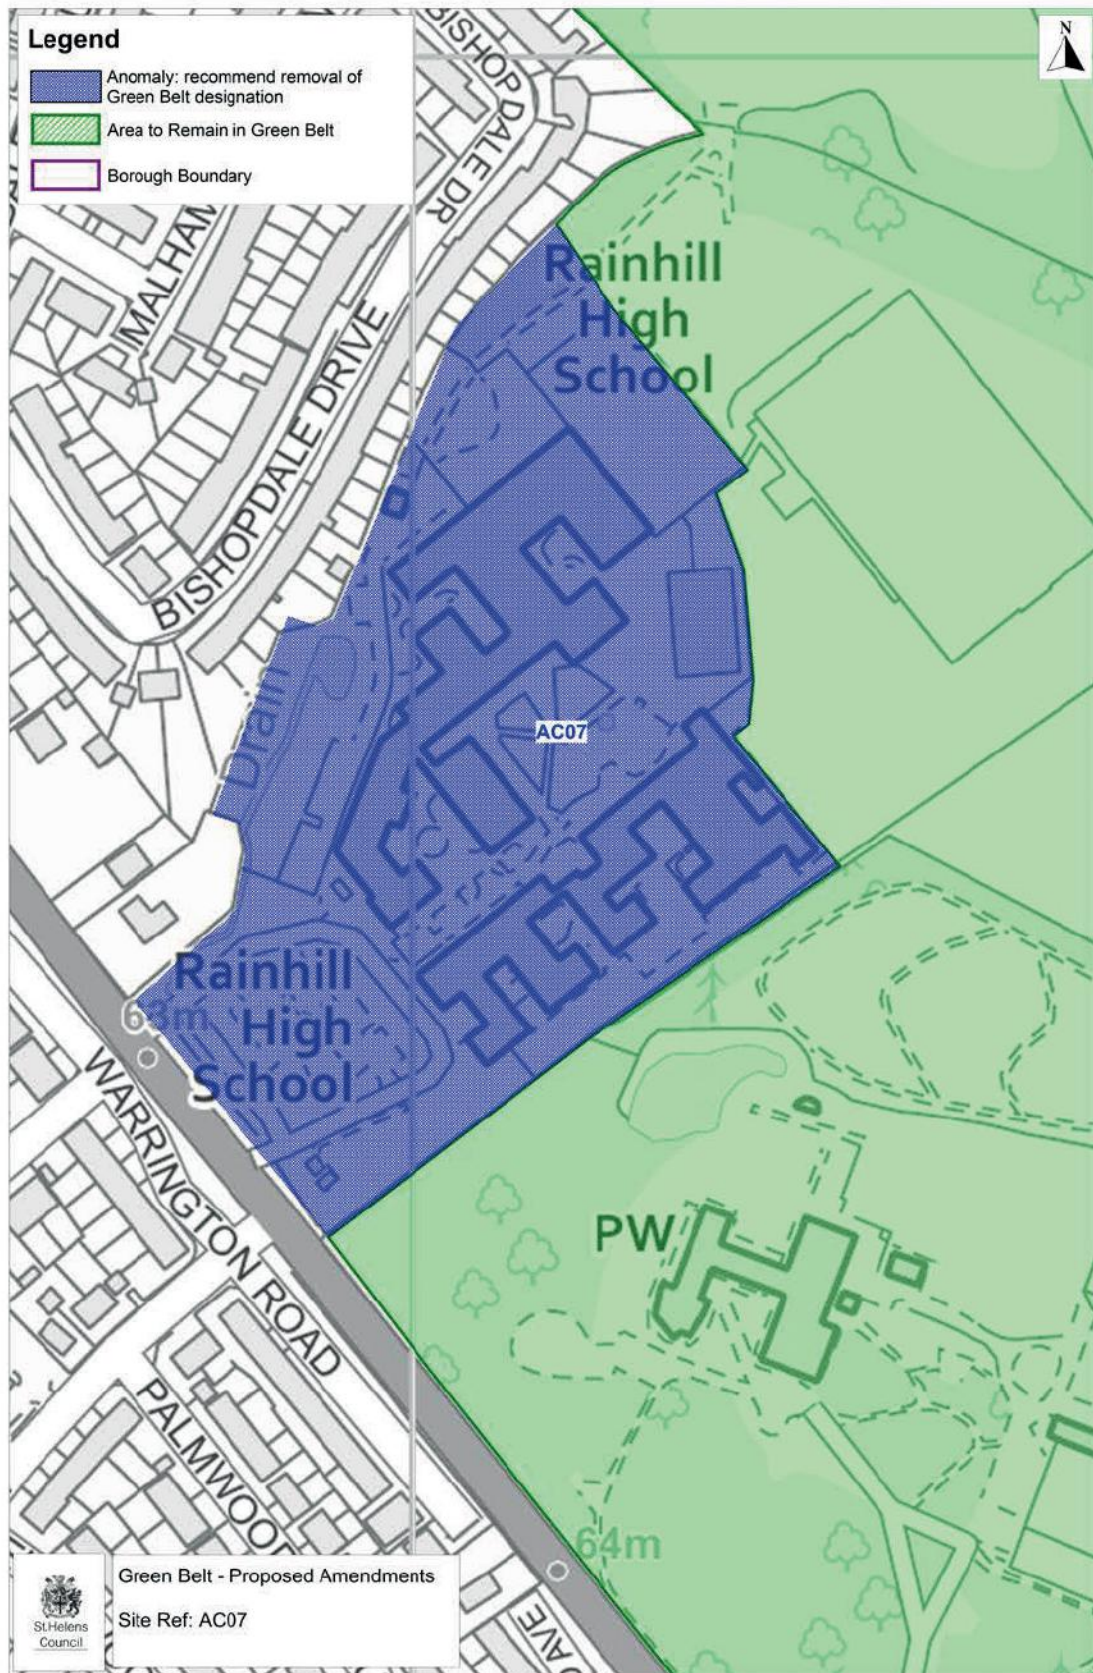 Legend
Anomaly: recommend removal of
Green Belt designation
Area to Remain in Green Belt
Borough Boundary
N
BISHOPDALE DR
MALHAM
BISHOPDALE DRIVE
Rainhill
High
School
Drain
AC07
Rainhill
High
School
63m
WARRINGTON ROAD
PW
PALMWOOD
64m
AVE
Green Belt - Proposed Amendments
Site Ref: AC07
St.Helens
Council